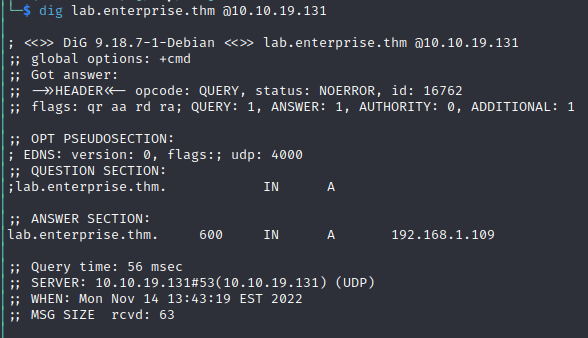 └─$ dig lab.enterprise.thm @10.10.19.131
; <<>> DiG 9.18.7-1-Debian <<>> lab.enterprise.thm @10.10.19.131
;; global options: +cmd
;; Got answer:
;; ->>HEADER<<- opcode: QUERY, status: NOERROR, id: 16762
;; flags: qr aa rd ra; QUERY: 1, ANSWER: 1, AUTHORITY: 0, ADDITIONAL: 1
;; OPT PSEUDOSECTION:
; EDNS: version: 0, flags:; udp: 4000
;; QUESTION SECTION:
;lab.enterprise.thm. IN A
;; ANSWER SECTION:
lab.enterprise.thm. 600 IN A 192.168.1.109
;; Query time: 56 msec
;; SERVER: 10.10.19.131#53(10.10.19.131) (UDP)
;; WHEN: Mon Nov 14 13:43:19 EST 2022
;; MSG SIZE rcvd: 63